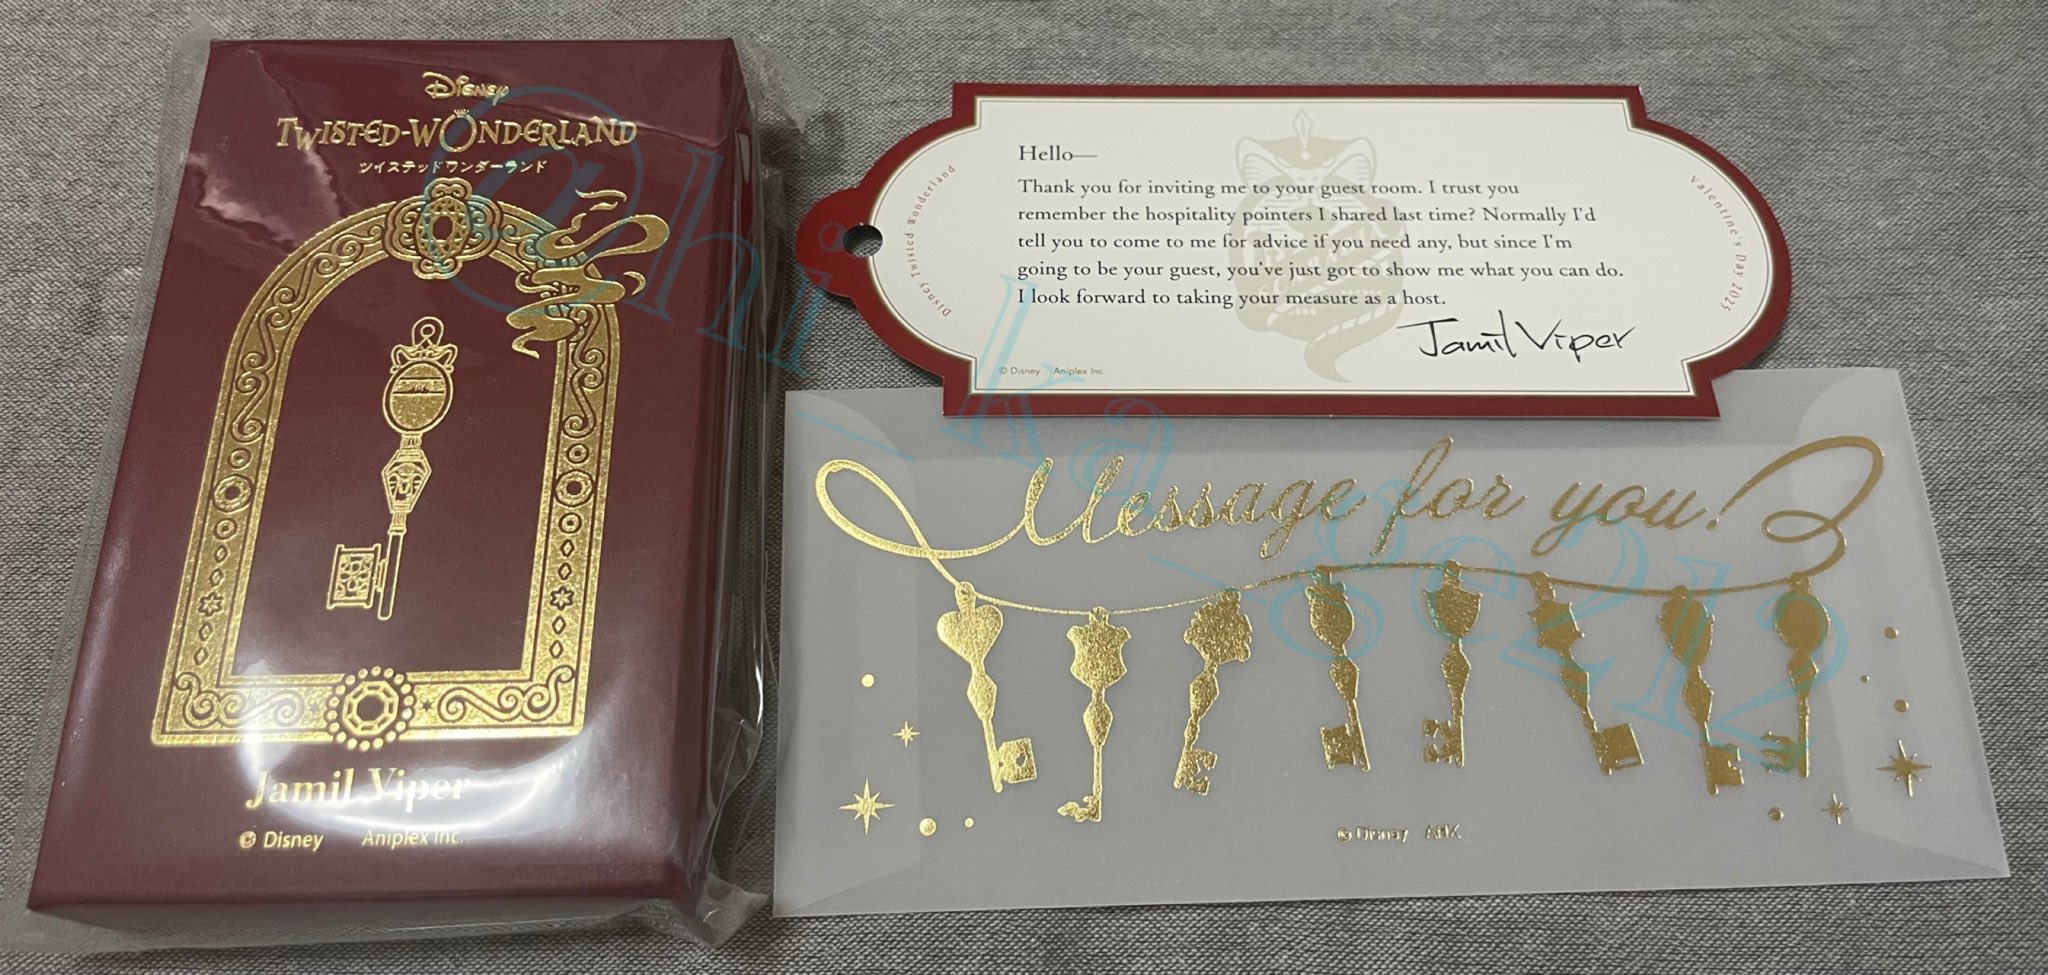 Disney
TWISTED-WONDERLAND
ツイステッドワンダーランド
Jamil Viper
© Disney Aniplex Inc.
Hello—
Thank you for inviting me to your guest room. I trust you
remember the hospitality pointers I shared last time? Normally I'd
tell you to come to me for advice if you need any, but since I'm
going to be your guest, you've just got to show me what you can do.
I look forward to taking your measure as a host.
Jamil Viper
Disney Twisted-Wonderland
Valentine's Day 2025
© Disney Aniplex Inc.
Message for you!
© Disney
@hi_ka_ge212